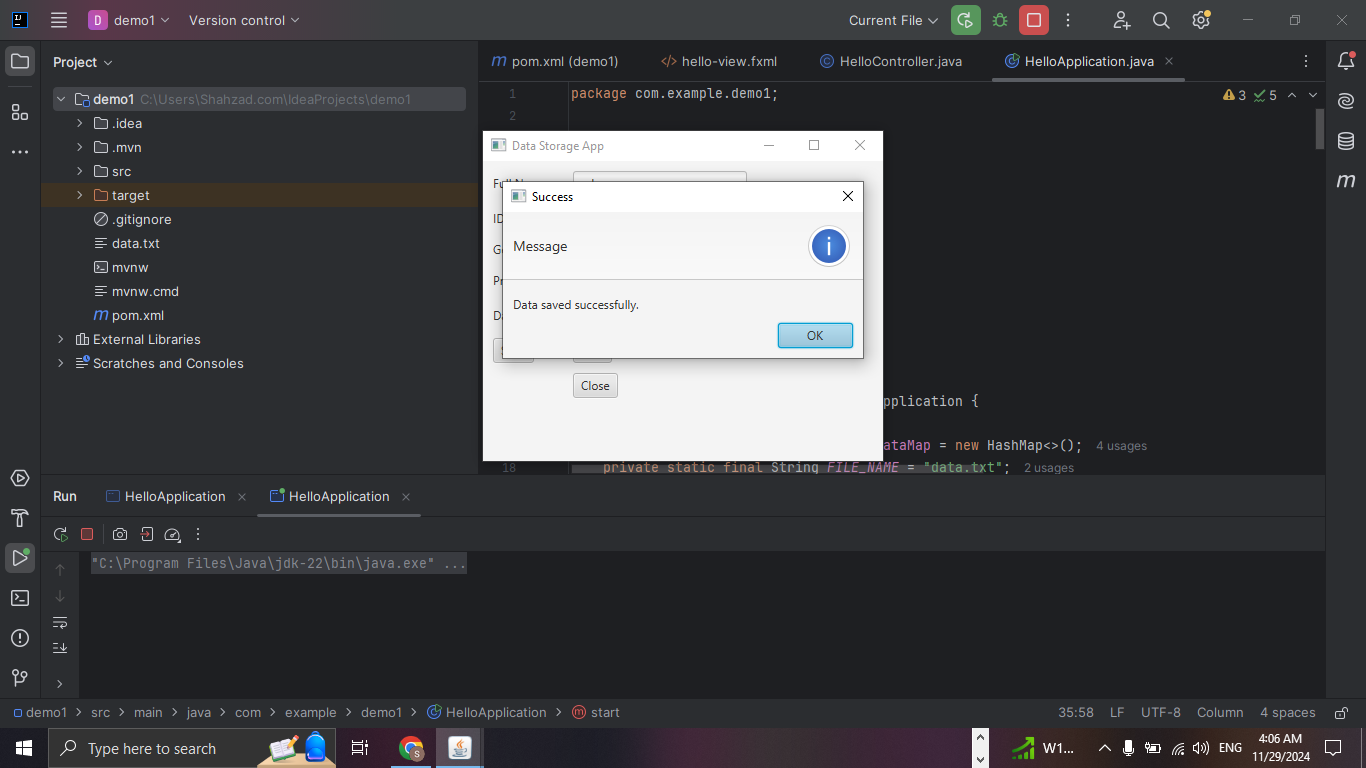 D demo1 Version control Current File
Project
pom.xml (demo1) hello-view.fxml HelloController.java HelloApplication.java
demo1 C:\Users\Shahzad.com\IdeaProjects\demo1
.idea
.mvn
src
target
.gitignore
data.txt
mvnw
mvnw.cmd
pom.xml
External Libraries
Scratches and Consoles
1 package com.example.demo1;
3 5
2
Data Storage App
Success
Message
Data saved successfully.
OK
Close
pplication {
ataMap = new HashMap<>(); 4 usages
18 private static final String FILE_NAME = "data.txt"; 2 usages
Run HelloApplication HelloApplication
"C:\Program Files\Java\jdk-22\bin\java.exe" ...
demo1 > src > main > java > com > example > demo1 > HelloApplication > start 35:58 LF UTF-8 Column 4 spaces
Type here to search
S
W1...
ENG
4:06 AM
11/29/2024